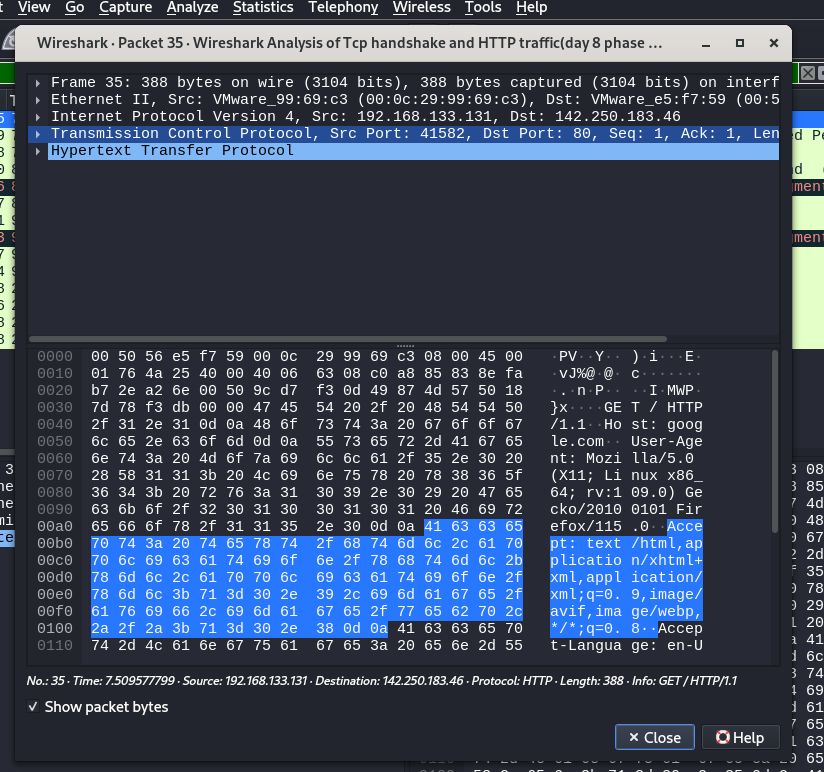 View Go Capture Analyze Statistics Telephony Wireless Tools Help
Wireshark · Packet 35 · Wireshark Analysis of Tcp handshake and HTTP traffic(day 8 phase ...
Frame 35: 388 bytes on wire (3104 bits), 388 bytes captured (3104 bits) on interf
Ethernet II, Src: VMware_99:69:c3 (00:0c:29:99:69:c3), Dst: VMware_e5:f7:59 (00:5
Internet Protocol Version 4, Src: 192.168.133.131, Dst: 142.250.183.46
Transmission Control Protocol, Src Port: 41582, Dst Port: 80, Seq: 1, Ack: 1, Len
Hypertext Transfer Protocol
0000 00 50 56 e5 f7 59 00 0c 29 99 69 c3 08 00 45 00 ·PV··Y·· )·i···E·
0010 01 76 4a 25 40 00 40 06 63 08 c0 a8 85 83 8e fa ·vJ%@·@· c·······
0020 b7 2e a2 6e 00 50 9c d7 f3 0d 49 87 4d 57 50 18 ·.·n·P·· ··I·MWP·
0030 7d 78 f3 db 00 00 47 45 54 20 2f 20 48 54 54 50 }x····GE T / HTTP
0040 2f 31 2e 31 0d 0a 48 6f 73 74 3a 20 67 6f 6f 67 /1.1··Ho st: goog
0050 6c 65 2e 63 6f 6d 0d 0a 55 73 65 72 2d 41 67 65 le.com·· User-Age
0060 6e 74 3a 20 4d 6f 7a 69 6c 6c 61 2f 35 2e 30 20 nt: Mozi lla/5.0
0070 28 58 31 31 3b 20 4c 69 6e 75 78 20 78 38 36 5f (X11; Li nux x86_
0080 36 34 3b 20 72 76 3a 31 30 39 2e 30 29 20 47 65 64; rv:1 09.0) Ge
0090 63 6b 6f 2f 32 30 31 30 30 31 30 31 20 46 69 72 cko/2010 0101 Fir
00a0 65 66 6f 78 2f 31 31 35 2e 30 0d 0a 41 63 63 65 efox/115 .0··Acce
00b0 70 74 3a 20 74 65 78 74 2f 68 74 6d 6c 2c 61 70 pt: text /html,ap
00c0 70 6c 69 63 61 74 69 6f 6e 2f 78 68 74 6d 6c 2b plicatio n/xhtml+
00d0 78 6d 6c 2c 61 70 70 6c 69 63 61 74 69 6f 6e 2f xml,appl ication/
00e0 78 6d 6c 3b 71 3d 30 2e 39 2c 69 6d 61 67 65 2f xml;q=0. 9,image/
00f0 61 76 69 66 2c 69 6d 61 67 65 2f 77 65 62 70 2c avif,ima ge/webp,
0100 2a 2f 2a 3b 71 3d 30 2e 38 0d 0a 41 63 63 65 70 */*;q=0. 8··Accep
0110 74 2d 4c 61 6e 67 75 61 67 65 3a 20 65 6e 2d 55 t-Langua ge: en-U
No.: 35 · Time: 7.509577799 · Source: 192.168.133.131 · Destination: 142.250.183.46 · Protocol: HTTP · Length: 388 · Info: GET / HTTP/1.1
Show packet bytes
Close Help